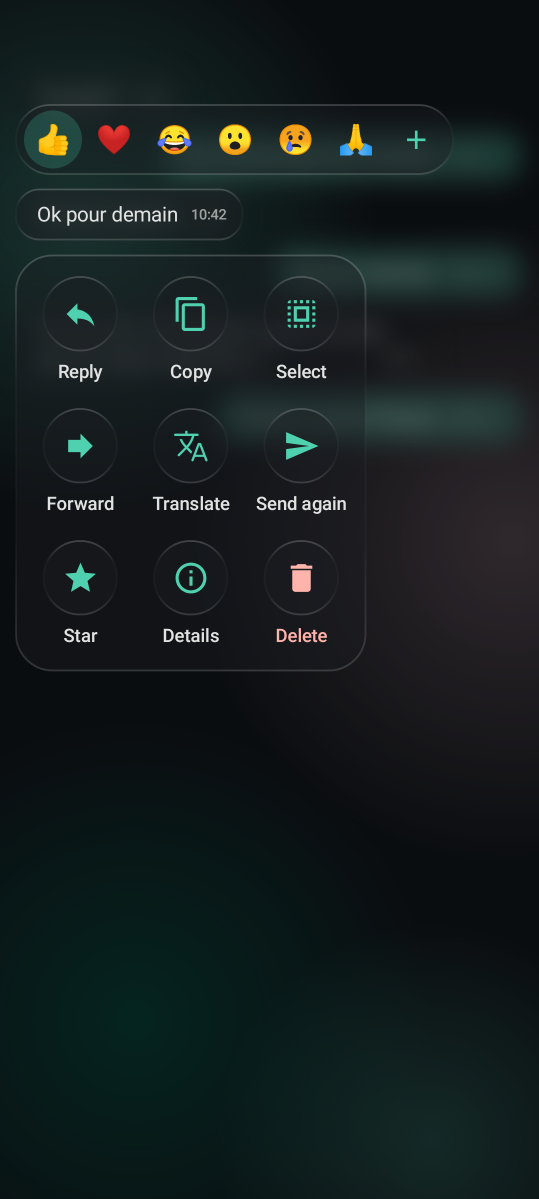 Ok pour demain 10:42
Reply Copy Select
Forward Translate Send again
Star Details Delete